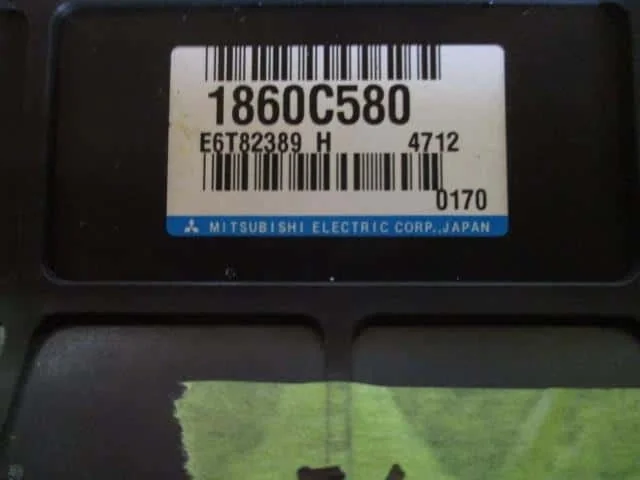 1860C580
E6T82389 H 4712
0170
MITSUBISHI ELECTRIC CORP., JAPAN